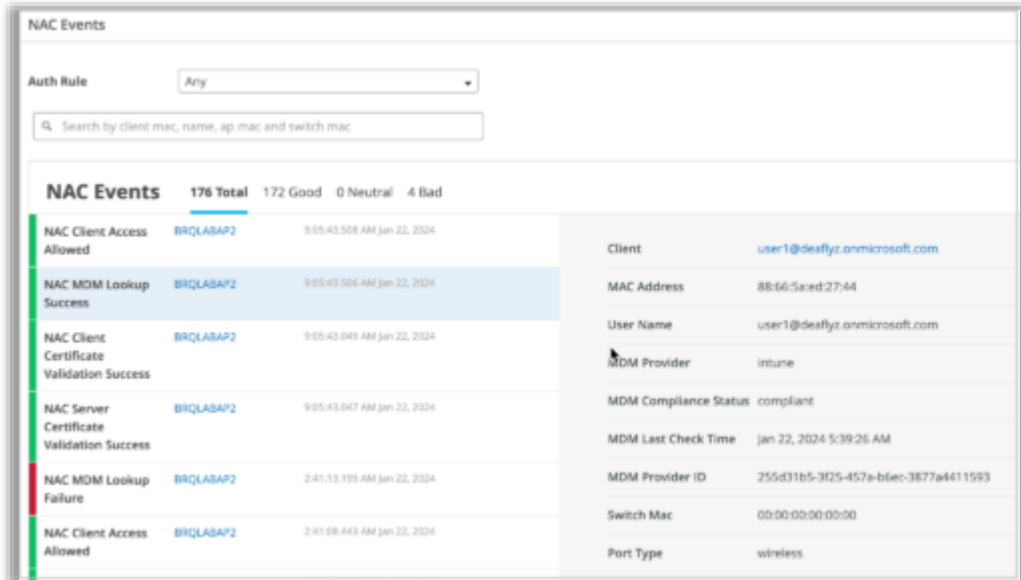 NAC Events
Auth Rule
Any
Search by client mac, name, ap mac and switch mac
NAC Events 176 Total 172 Good 0 Neutral 4 Bad
NAC Client Access BRQLABAP2 9:05:43.508 AM Jan 22, 2024
Allowed
NAC MDM Lookup BRQLABAP2 9:05:43.506 AM Jan 22, 2024
Success
NAC Client BRQLABAP2 9:05:43.049 AM Jan 22, 2024
Certificate
Validation Success
NAC Server BRQLABAP2 9:05:43.047 AM Jan 22, 2024
Certificate
Validation Success
NAC MDM Lookup BRQLABAP2 2:41:13.199 AM Jan 22, 2024
Failure
NAC Client Access BRQLABAP2 2:41:08.443 AM Jan 22, 2024
Allowed
Client user1@deaflyz.onmicrosoft.com
MAC Address 88:66:5a:ed:27:44
User Name user1@deaflyz.onmicrosoft.com
MDM Provider intune
MDM Compliance Status compliant
MDM Last Check Time Jan 22, 2024 5:39:26 AM
MDM Provider ID 255d31b5-3f25-457a-b6ec-3877a4411593
Switch Mac 00:00:00:00:00:00
Port Type wireless